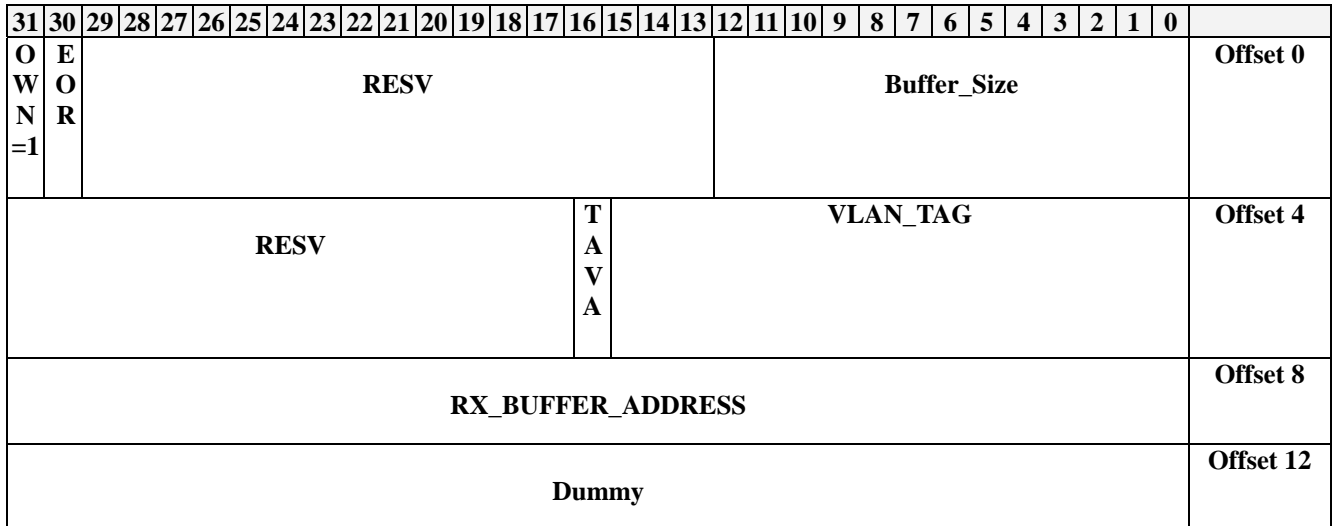 31 30 29 28 27 26 25 24 23 22 21 20 19 18 17 16 15 14 13 12 11 10 9 8 7 6 5 4 3 2 1 0
O E Offset 0
W O RESV Buffer_Size
N R
=1
T VLAN_TAG Offset 4
RESV A
V
A
Offset 8
RX_BUFFER_ADDRESS
Offset 12
Dummy